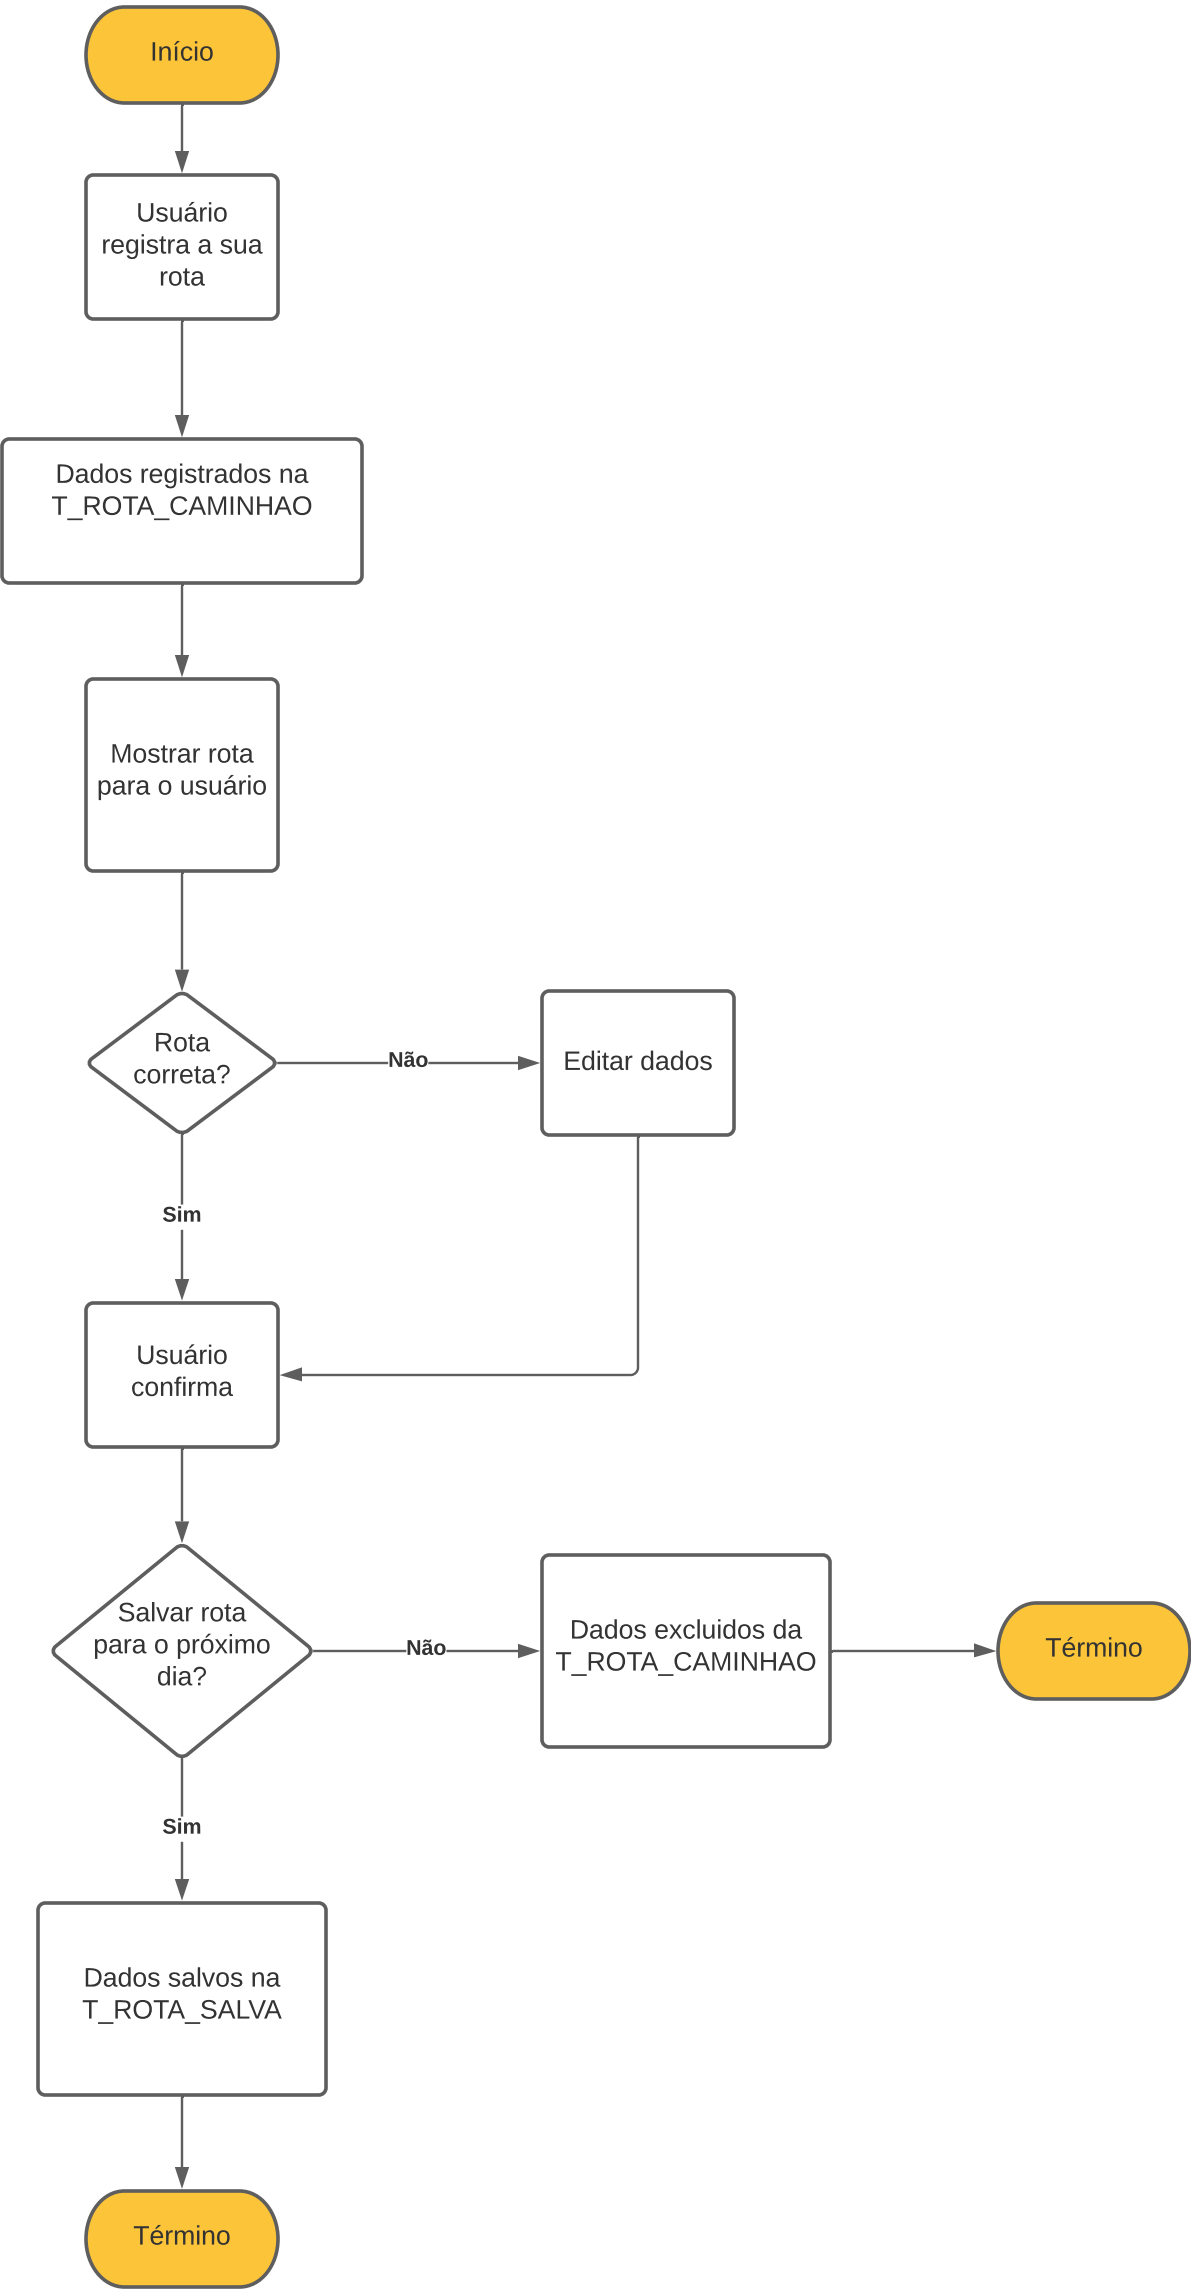 Início
Usuário
registra a sua
rota
Dados registrados na
T_ROTA_CAMINHAO
Mostrar rota
para o usuário
Rota
correta?
Não
Editar dados
Sim
Usuário
confirma
Salvar rota
para o próximo
dia?
Não
Dados excluidos da
T_ROTA_CAMINHAO
Término
Sim
Dados salvos na
T_ROTA_SALVA
Término